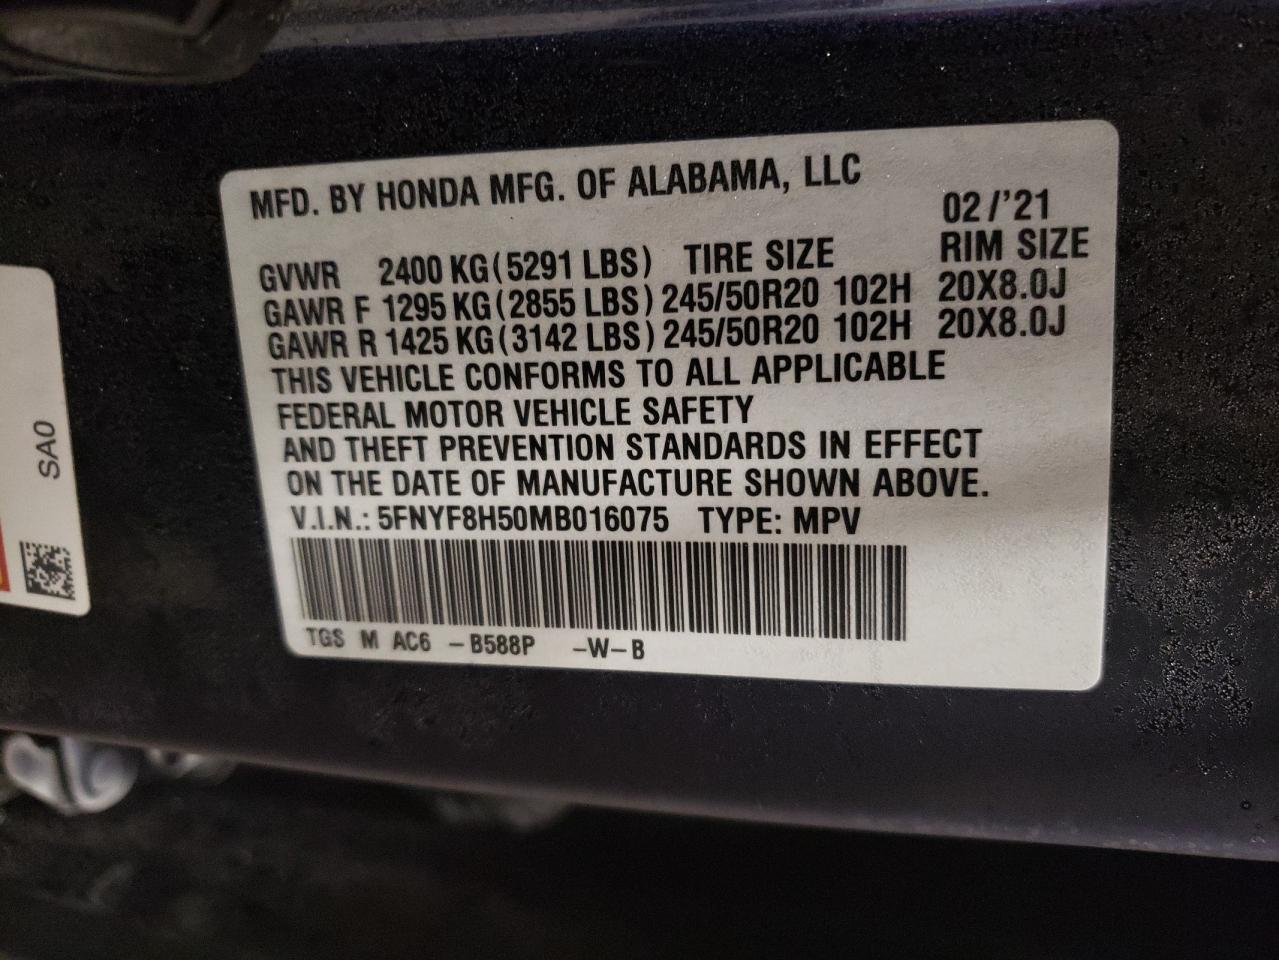 MFD. BY HONDA MFG. OF ALABAMA, LLC
02/'21
GVWR 2400 KG(5291 LBS) TIRE SIZE RIM SIZE
GAWR F 1295 KG(2855 LBS) 245/50R20 102H 20X8.0J
GAWR R 1425 KG(3142 LBS) 245/50R20 102H 20X8.0J
THIS VEHICLE CONFORMS TO ALL APPLICABLE
FEDERAL MOTOR VEHICLE SAFETY
AND THEFT PREVENTION STANDARDS IN EFFECT
ON THE DATE OF MANUFACTURE SHOWN ABOVE.
V.I.N.: 5FNYF8H50MB016075 TYPE: MPV
TGS M AC6 -B588P -W-B
SA0